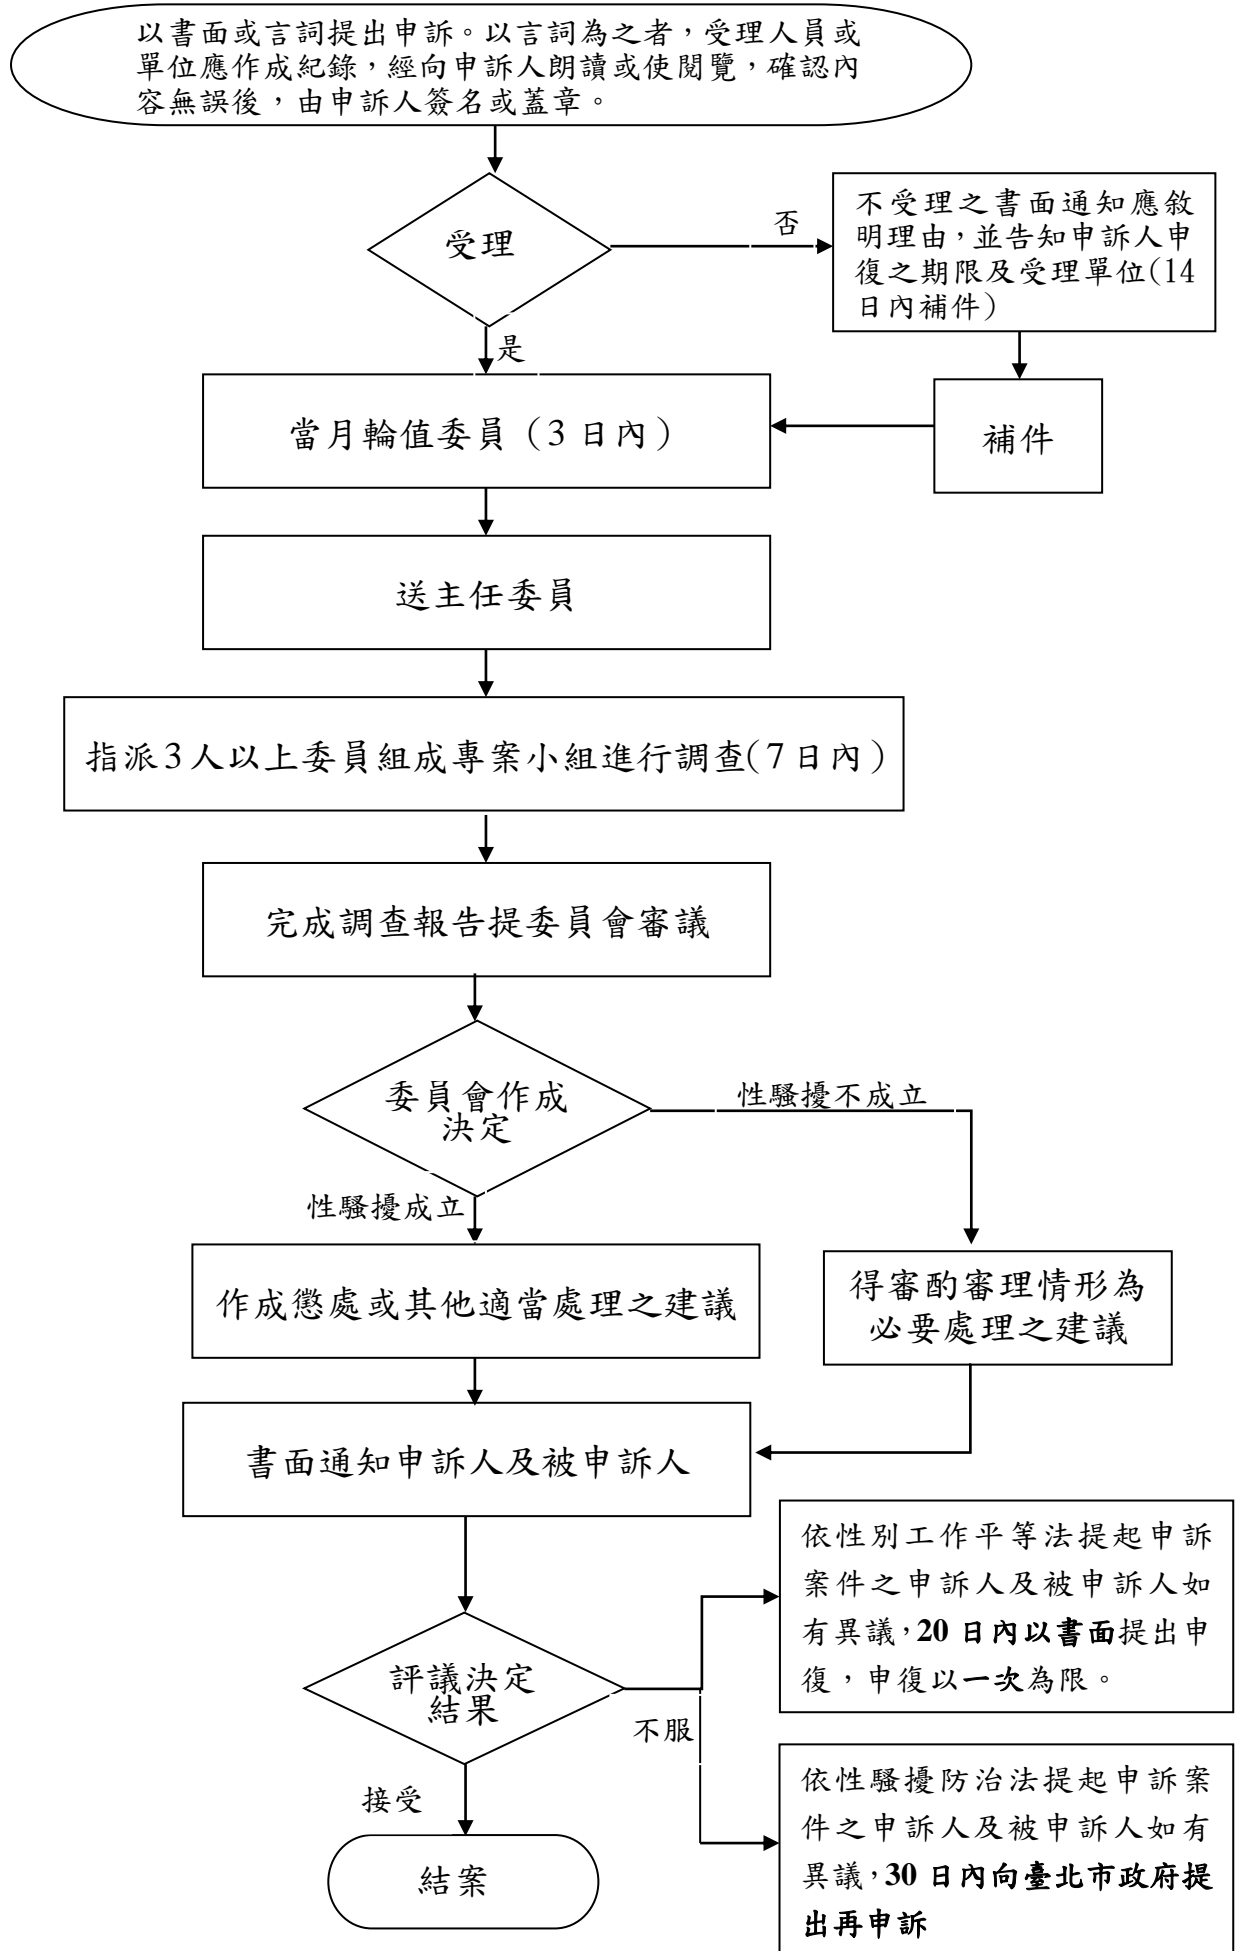 以書面或言詞提出申訴。以言詞為之者，受理人員或
單位應作成紀錄，經向申訴人朗讀或使閱覽，確認內
容無誤後，由申訴人簽名或蓋章。
受理
否
不受理之書面通知應敘
明理由，並告知申訴人申
復之期限及受理單位(14
日內補件)
是
當月輪值委員（3 日內）
補件
送主任委員
指派3人以上委員組成專案小組進行調查(7日內)
完成調查報告提委員會審議
委員會作成
決定
性騷擾不成立
性騷擾成立
作成懲處或其他適當處理之建議
得審酌審理情形為
必要處理之建議
書面通知申訴人及被申訴人
依性別工作平等法提起申訴
案件之申訴人及被申訴人如
有異議，20 日內以書面提出申
復，申復以一次為限。
評議決定
結果
不服
接受
依性騷擾防治法提起申訴案
件之申訴人及被申訴人如有
異議，30 日內向臺北市政府提
出再申訴
結案